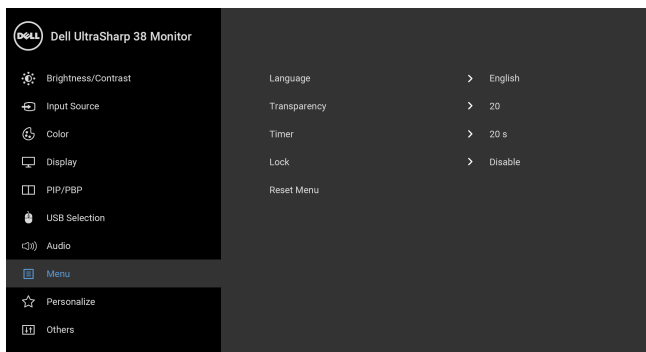 DELL Dell UltraSharp 38 Monitor
Brightness/Contrast
Input Source
Color
Display
PIP/PBP
USB Selection
Audio
Menu
Personalize
Others
Language > English
Transparency > 20
Timer > 20 s
Lock > Disable
Reset Menu